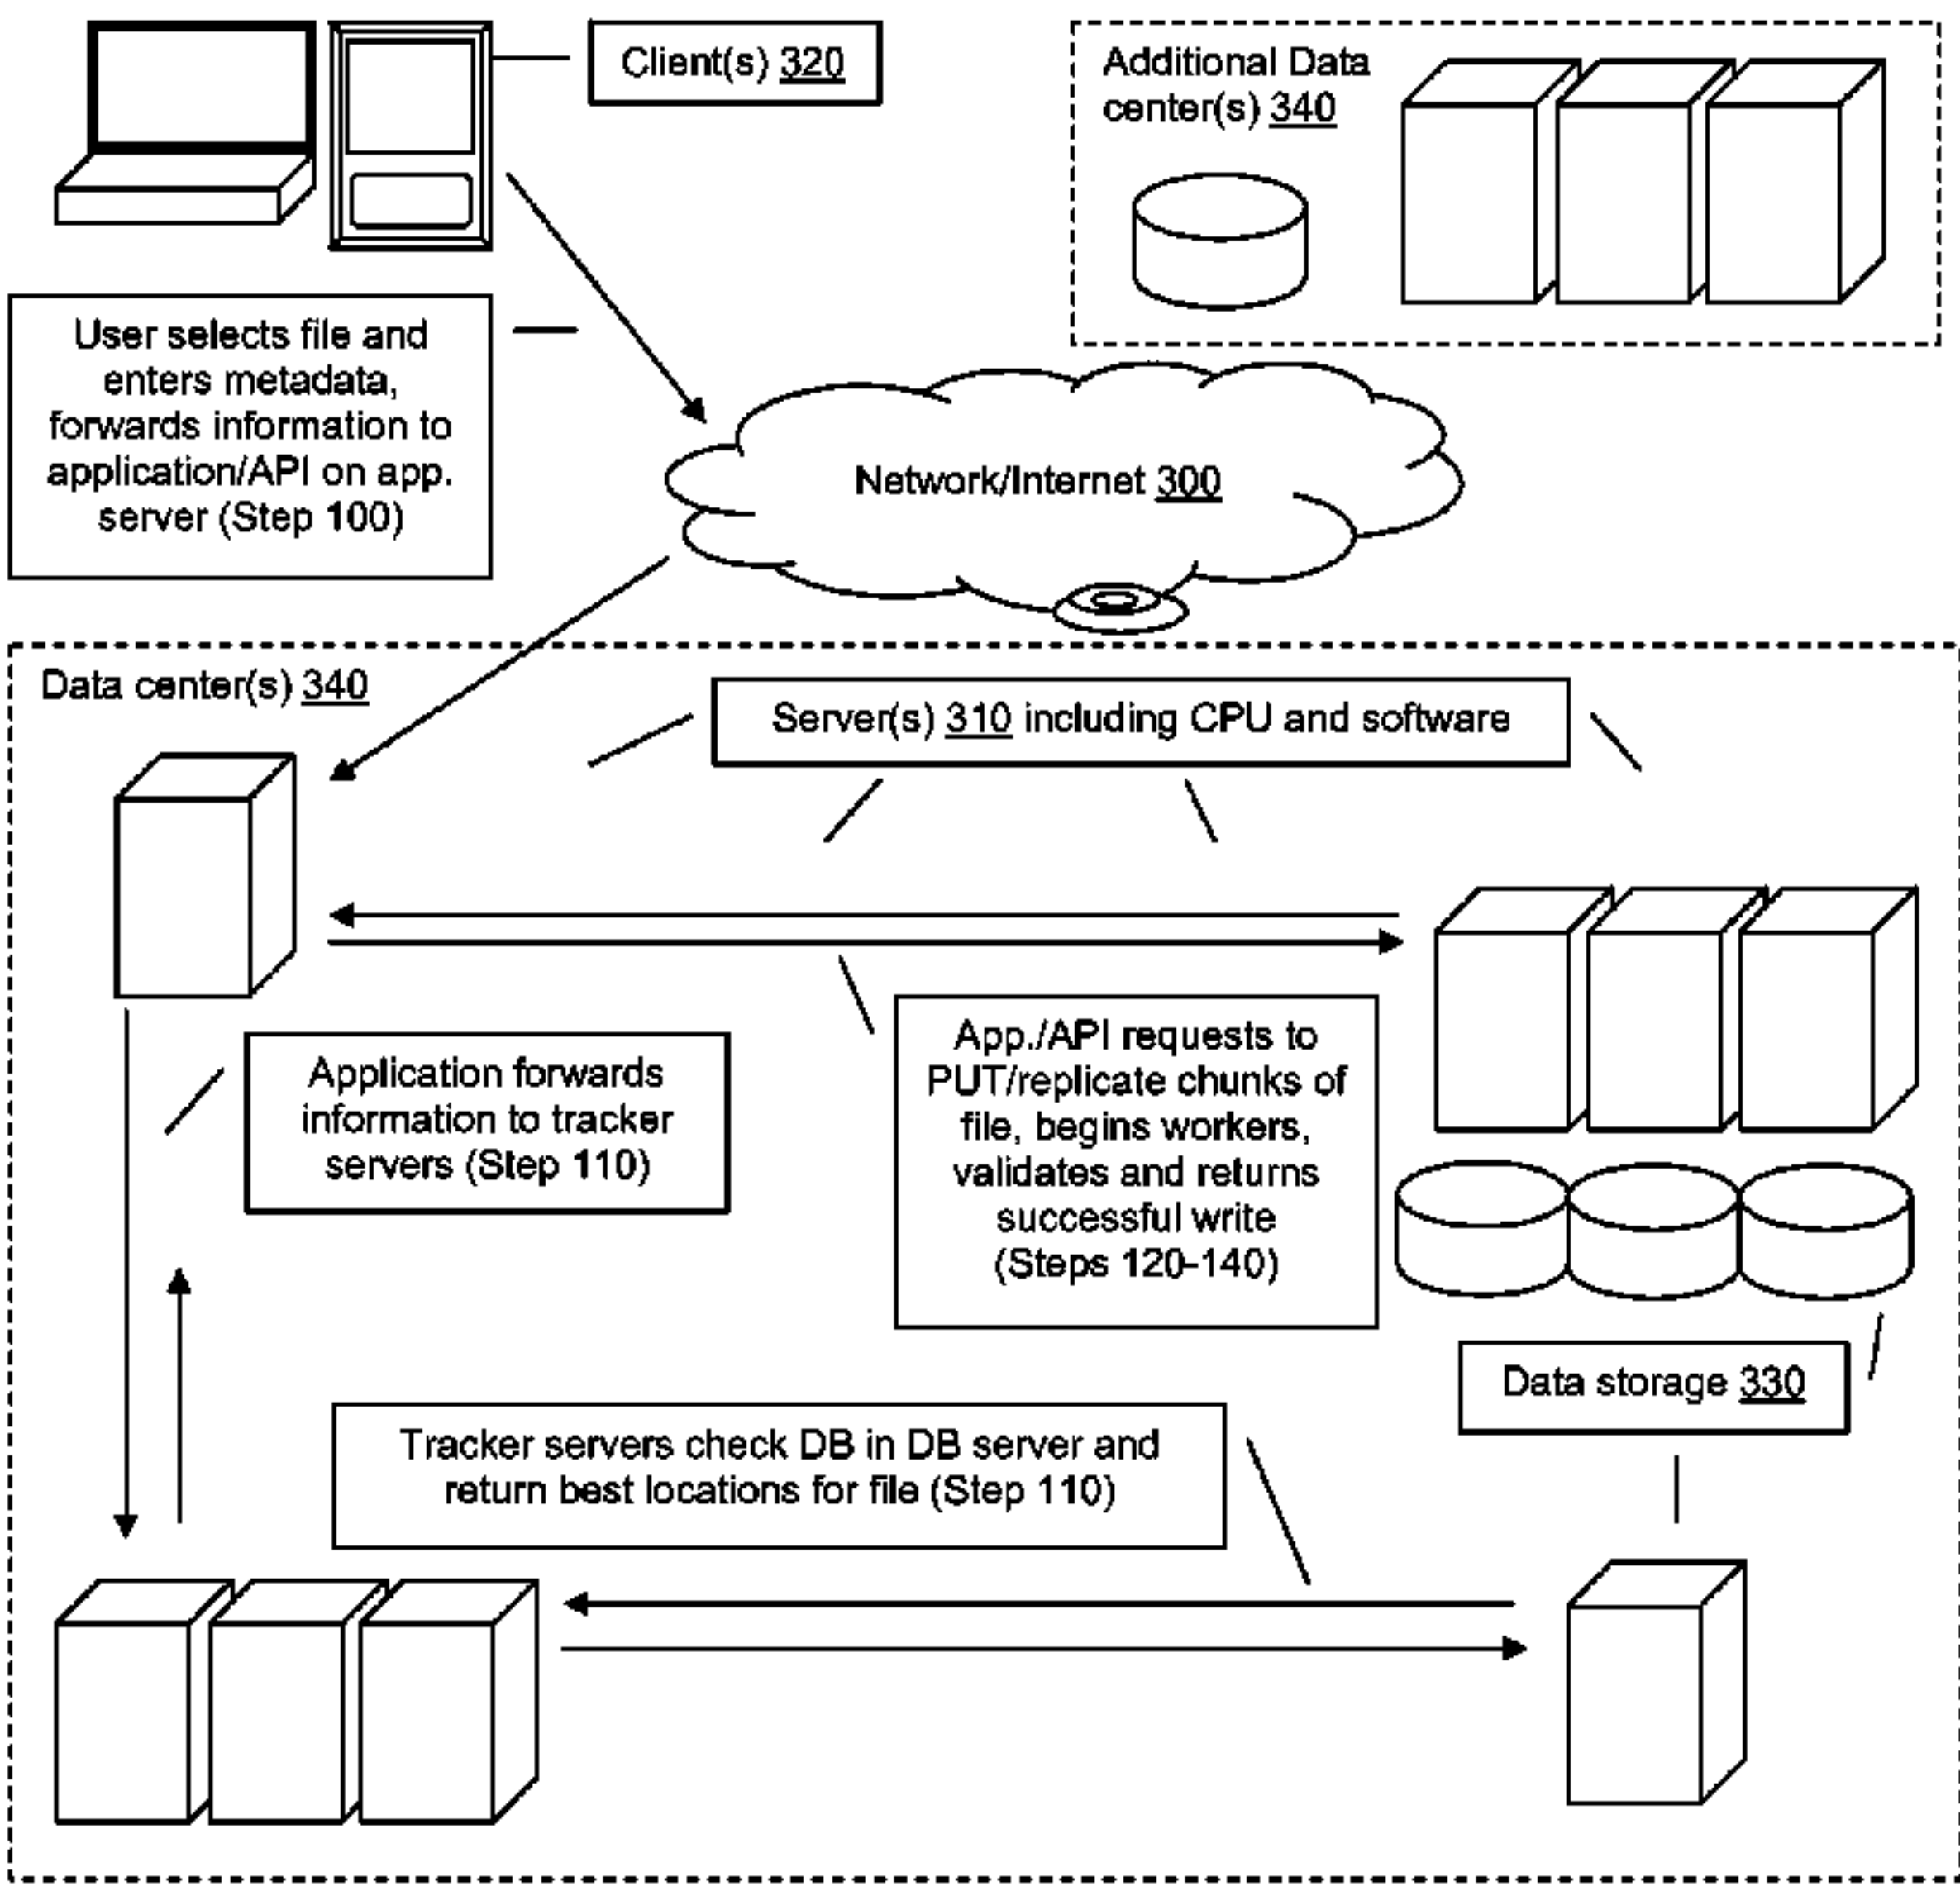 Client(s) 320
Additional Data
center(s) 340
User selects file and
enters metadata,
forwards information to
application/API on app.
server (Step 100)
Network/Internet 300
Data center(s) 340
Server(s) 310 including CPU and software
Application forwards
information to tracker
servers (Step 110)
App./API requests to
PUT/replicate chunks of
file, begins workers,
validates and returns
successful write
(Steps 120-140)
Data storage 330
Tracker servers check DB in DB server and
return best locations for file (Step 110)